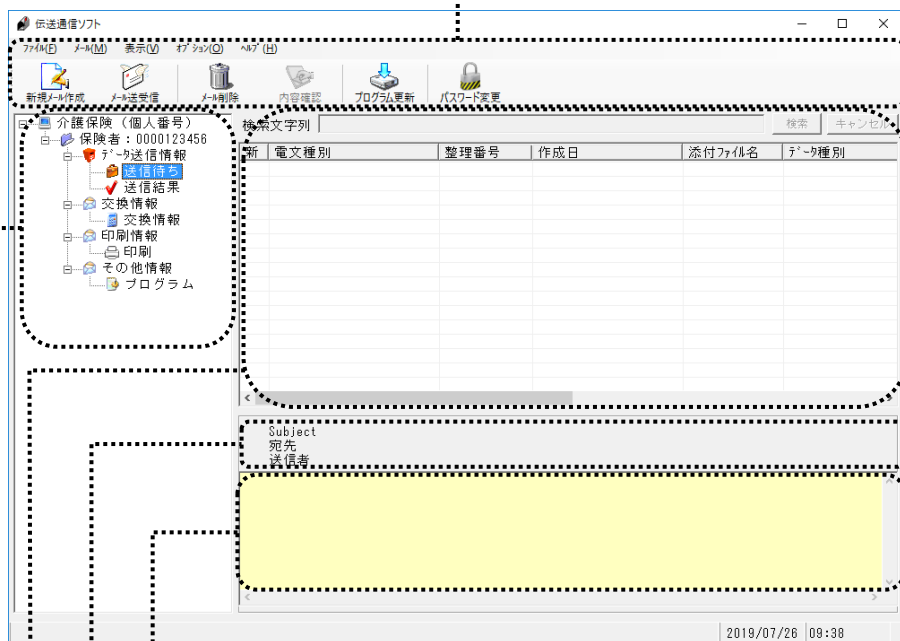 伝送通信ソフト
ﾌｧｲﾙ(F) ﾒｰﾙ(M) 表示(V) ｵﾌﾟｼｮﾝ(O) ﾍﾙﾌﾟ(H)
新規ﾒｰﾙ作成 ﾒｰﾙ送受信 ﾒｰﾙ削除 内容確認 ﾌﾟﾛｸﾞﾗﾑ更新 ﾊﾟｽﾜｰﾄﾞ変更
介護保険（個人番号）
保険者：0000123456
ﾃﾞｰﾀ送信情報
送信待ち
送信結果
交換情報
交換情報
印刷情報
印刷
その他情報
プログラム
検索文字列 検索 キャンセル
新 電文種別 整理番号 作成日 添付ﾌｧｲﾙ名 ﾃﾞｰﾀ種別
Subject
宛先
送信者
2019/07/26 09:38